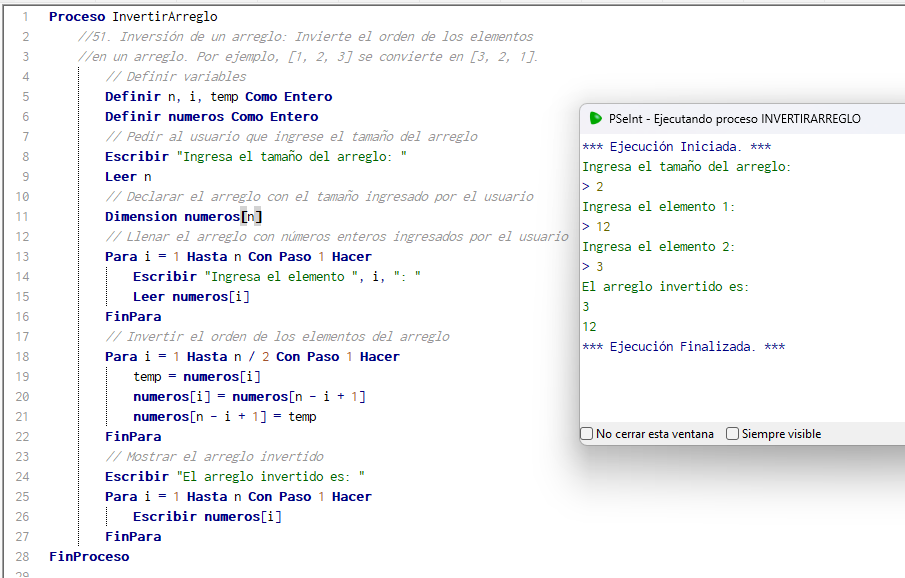 1 Proceso InvertirArreglo
2 //51. Inversión de un arreglo: Invierte el orden de los elementos
3 //en un arreglo. Por ejemplo, [1, 2, 3] se convierte en [3, 2, 1].
4 // Definir variables
5 Definir n, i, temp Como Entero
6 Definir numeros Como Entero
7 // Pedir al usuario que ingrese el tamaño del arreglo
8 Escribir "Ingresa el tamaño del arreglo: "
9 Leer n
10 // Declarar el arreglo con el tamaño ingresado por el usuario
11 Dimension numeros[n]
12 // Llenar el arreglo con números enteros ingresados por el usuario
13 Para i = 1 Hasta n Con Paso 1 Hacer
14 Escribir "Ingresa el elemento ", i, ": "
15 Leer numeros[i]
16 FinPara
17 // Invertir el orden de los elementos del arreglo
18 Para i = 1 Hasta n / 2 Con Paso 1 Hacer
19 temp = numeros[i]
20 numeros[i] = numeros[n - i + 1]
21 numeros[n - i + 1] = temp
22 FinPara
23 // Mostrar el arreglo invertido
24 Escribir "El arreglo invertido es: "
25 Para i = 1 Hasta n Con Paso 1 Hacer
26 Escribir numeros[i]
27 FinPara
28 FinProceso
29
PSeInt - Ejecutando proceso INVERTIRARREGLO
*** Ejecución Iniciada. ***
Ingresa el tamaño del arreglo:
> 2
Ingresa el elemento 1:
> 12
Ingresa el elemento 2:
> 3
El arreglo invertido es:
3
12
*** Ejecución Finalizada. ***
No cerrar esta ventana Siempre visible